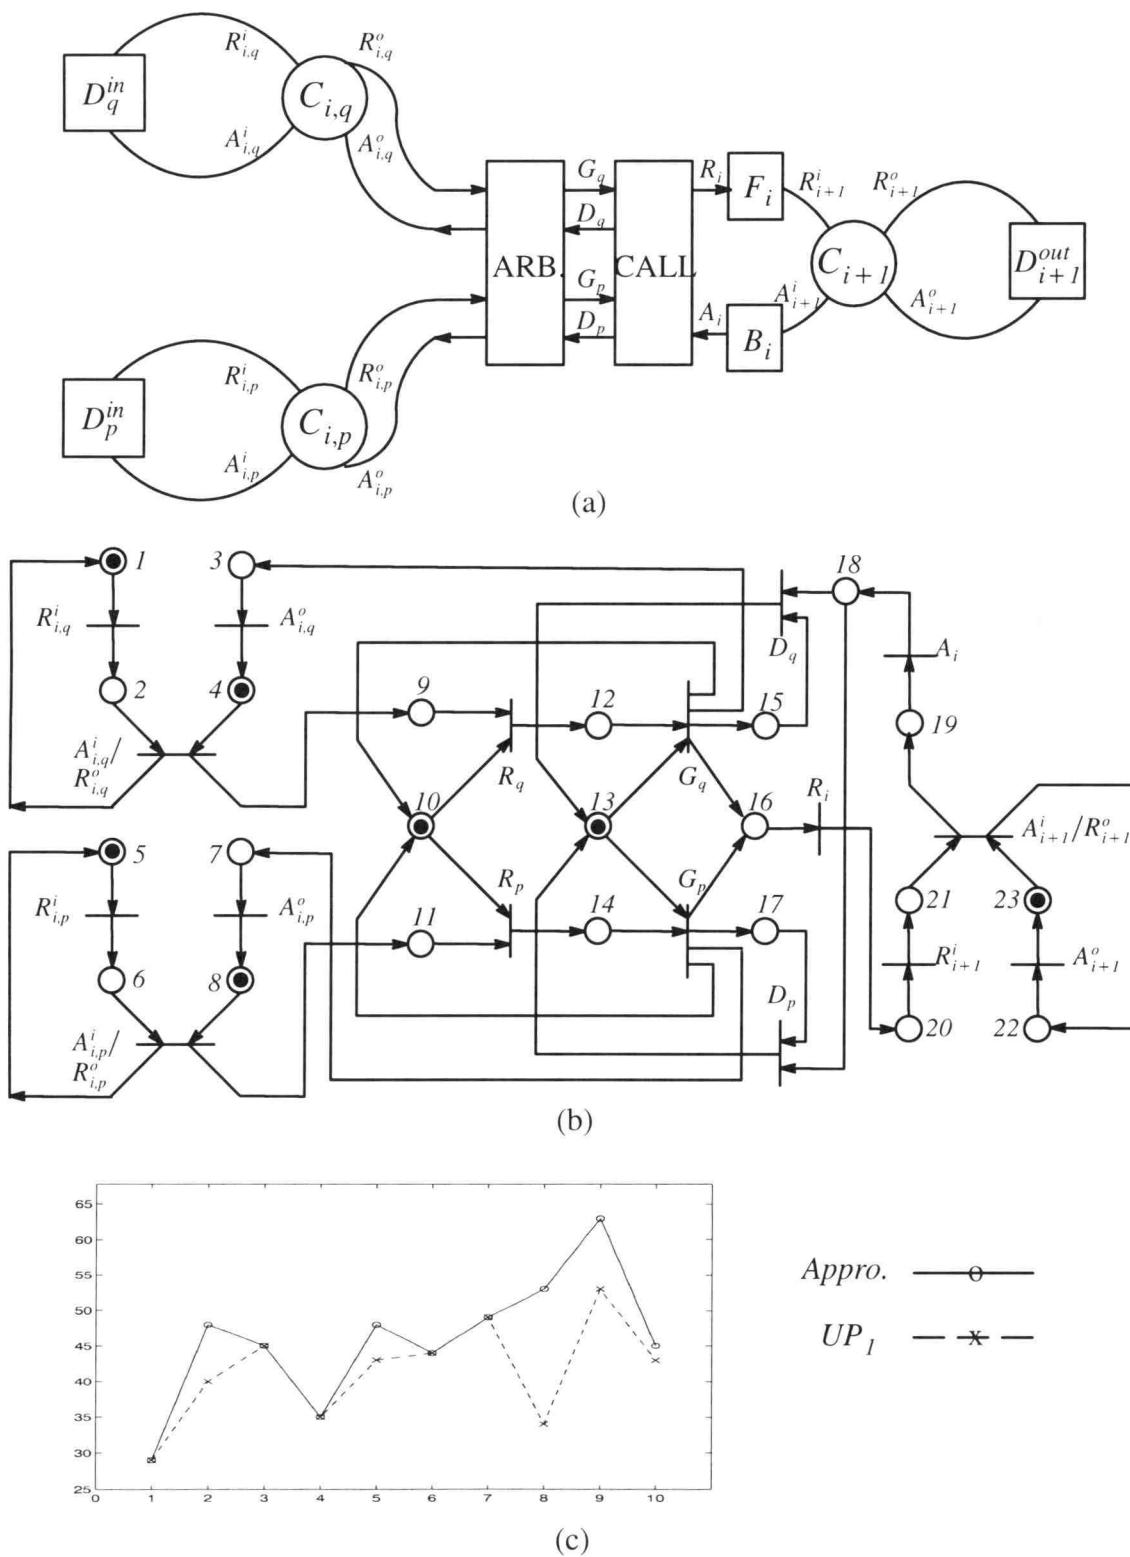 R^i_{i,q} R^o_{i,q}
D^in_q C_{i,q}
A^i_{i,q} A^o_{i,q}
G_q R_i R^i_{i+1} R^o_{i+1}
F_i
D_q
ARB. CALL C_{i+1} D^out_{i+1}
G_p A_i A^i_{i+1} A^o_{i+1}
D_p B_i
R^i_{i,p} R^o_{i,p}
D^in_p C_{i,p}
A^i_{i,p} A^o_{i,p}
(a)
1 3 18
R^i_{i,q} A^o_{i,q} D_q A_i
2 4 9 12 15 19
A^i_{i,q}/
R^o_{i,q} R_q G_q R_i
10 13 16 A^i_{i+1}/R^o_{i+1}
5 7 R_p G_p
R^i_{i,p} A^o_{i,p} 11 14 17 21 23
R^i_{i+1} A^o_{i+1}
6 8 D_p 20 22
A^i_{i,p}/
R^o_{i,p}
(b)
65
60
55 Appro. o
50
45 UP_1 x
40
35
30
25
0 1 2 3 4 5 6 7 8 9 10
(c)